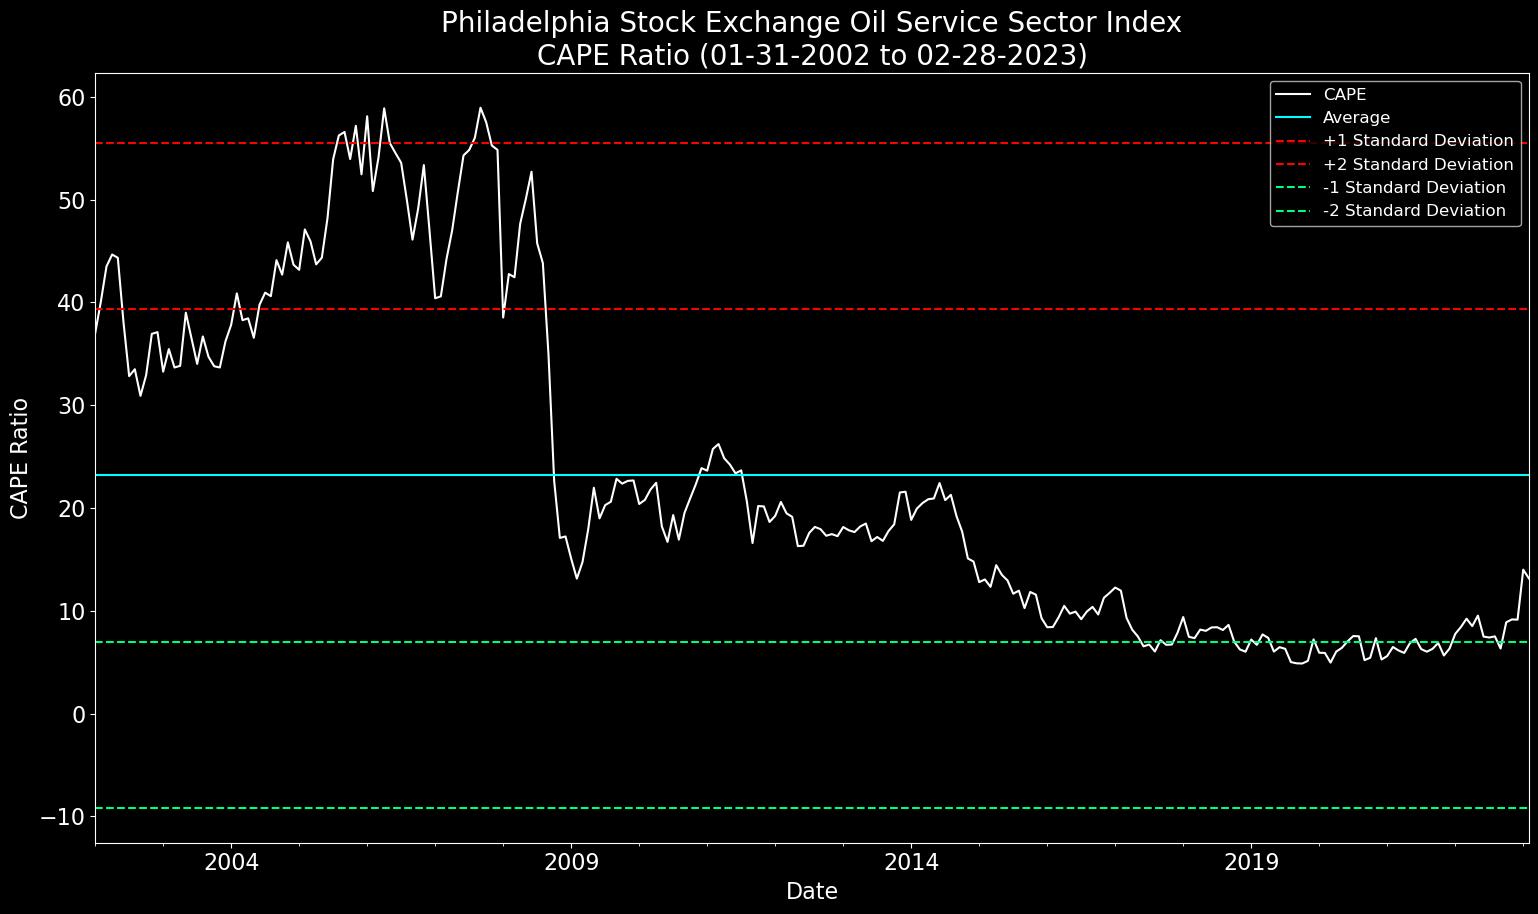 Philadelphia Stock Exchange Oil Service Sector Index
CAPE Ratio (01-31-2002 to 02-28-2023)
CAPE
Average
+1 Standard Deviation
+2 Standard Deviation
-1 Standard Deviation
-2 Standard Deviation
60
50
40
30
20
10
0
−10
CAPE Ratio
2004 2009 2014 2019
Date